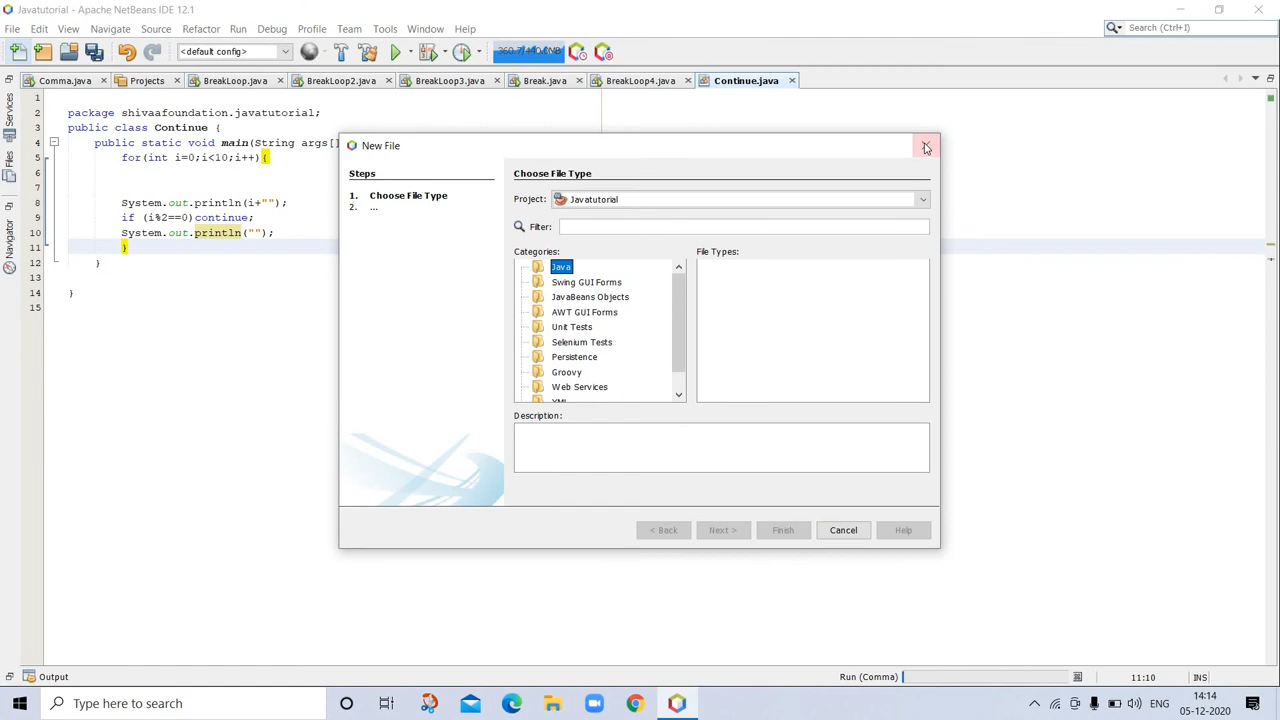 Javatutorial - Apache NetBeans IDE 12.1
File Edit View Navigate Source Refactor Run Debug Profile Team Tools Window Help
Search (Ctrl+I)
<default config>
Comma.java Projects BreakLoop.java BreakLoop2.java BreakLoop3.java Break.java BreakLoop4.java Continue.java
Services
Files
Navigator
1
2 package shivaafoundation.javatutorial;
3 public class Continue {
4 public static void main(String args[]
5 for(int i=0;i<10;i++){
6
7
8 System.out.println(i+"");
9 if (i%2==0)continue;
10 System.out.println("");
11 }
12 }
13
14 }
15
New File
Steps
1. Choose File Type
2. ...
Choose File Type
Project: Javatutorial
Filter:
Categories:
File Types:
Java
Swing GUI Forms
JavaBeans Objects
AWT GUI Forms
Unit Tests
Selenium Tests
Persistence
Groovy
Web Services
XML
Description:
< Back Next > Finish Cancel Help
Output
Run (Comma)
11:10 INS
Type here to search
ENG
14:14
05-12-2020